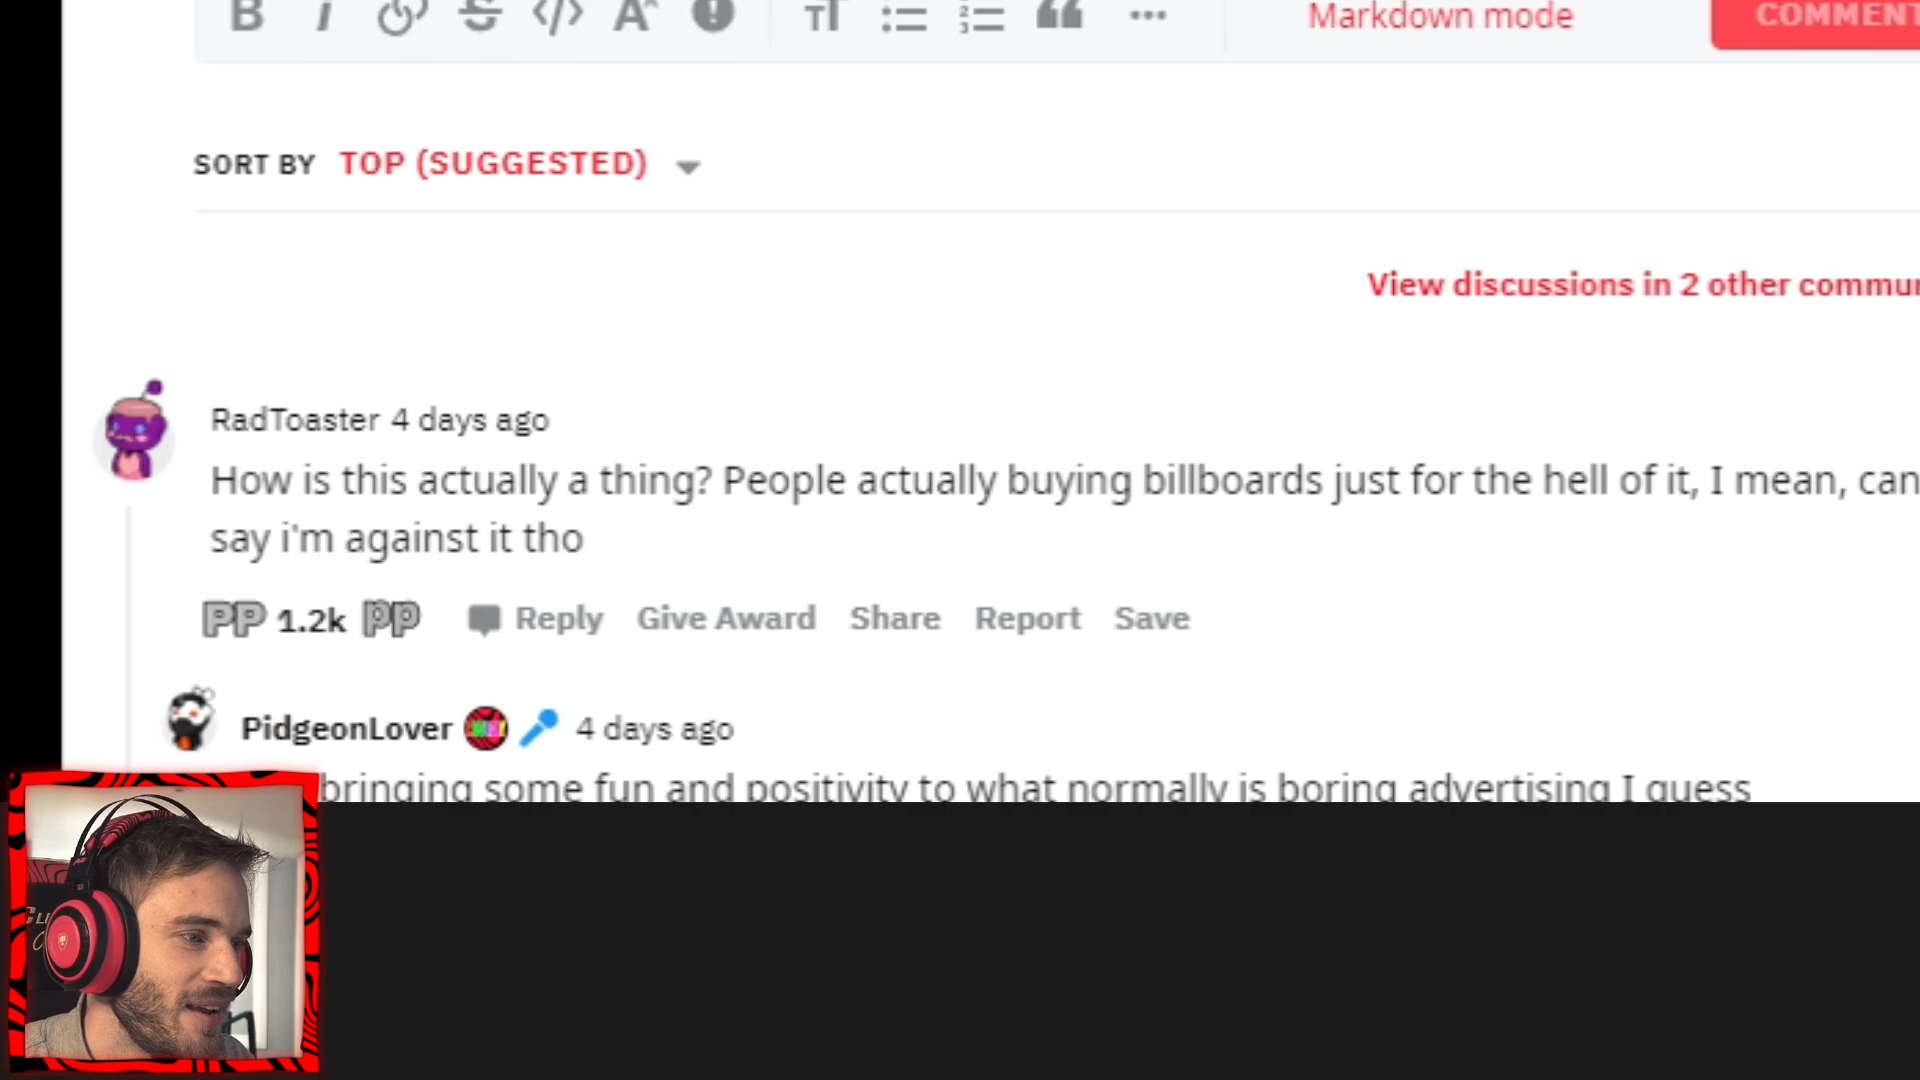 Markdown mode
COMMENT
SORT BY TOP (SUGGESTED)
View discussions in 2 other commun
RadToaster 4 days ago
How is this actually a thing? People actually buying billboards just for the hell of it, I mean, can
say i'm against it tho
PP 1.2k PP Reply Give Award Share Report Save
PidgeonLover 4 days ago
bringing some fun and positivity to what normally is boring advertising I guess